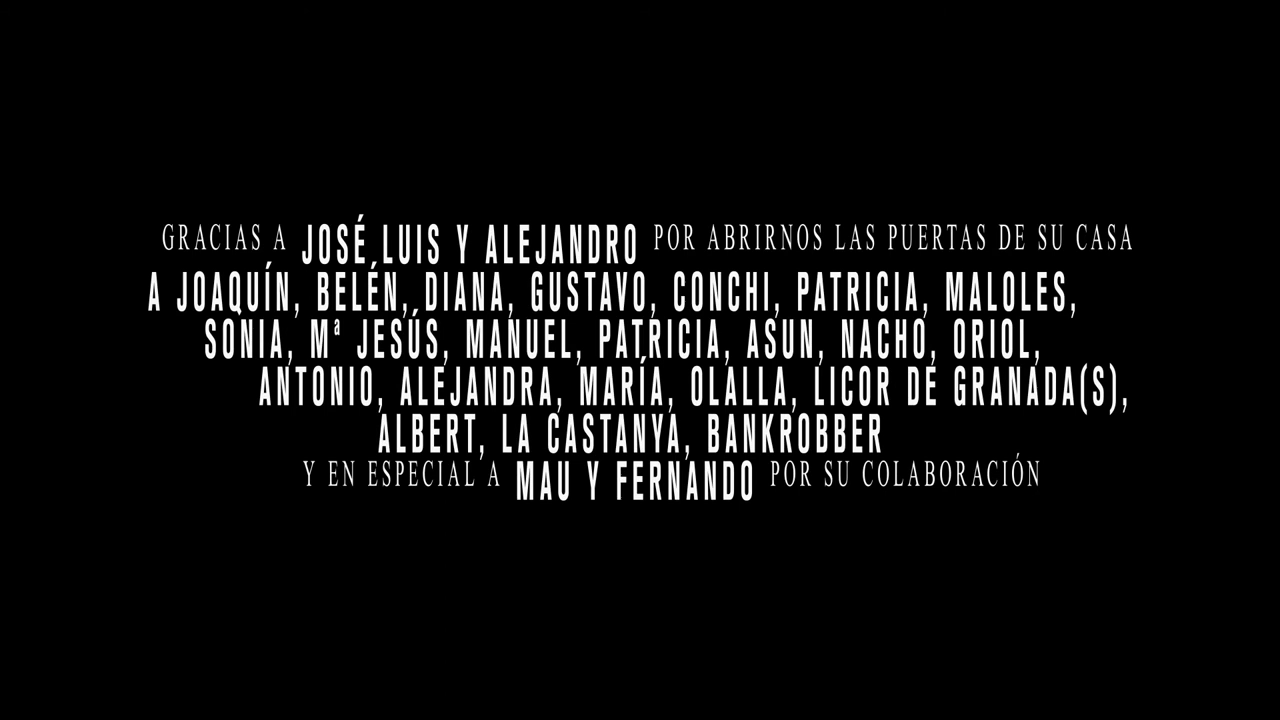 GRACIAS A JOSÉ LUIS Y ALEJANDRO POR ABRIRNOS LAS PUERTAS DE SU CASA
A JOAQUÍN, BELÉN, DIANA, GUSTAVO, CONCHI, PATRICIA, MALOLES,
SONIA, Mª JESÚS, MANUEL, PATRICIA, ASUN, NACHO, ORIOL,
ANTONIO, ALEJANDRA, MARÍA, OLALLA, LICOR DE GRANADA(S),
ALBERT, LA CASTANYA, BANKROBBER
Y EN ESPECIAL A MAU Y FERNANDO POR SU COLABORACIÓN